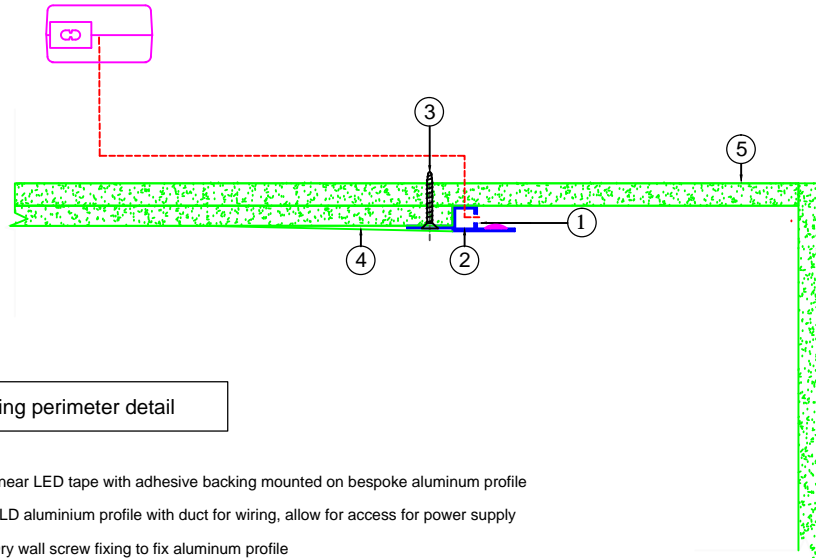 3
5
1
4
2
ing perimeter detail
near LED tape with adhesive backing mounted on bespoke aluminum profile
LD aluminium profile with duct for wiring, allow for access for power supply
ry wall screw fixing to fix aluminum profile